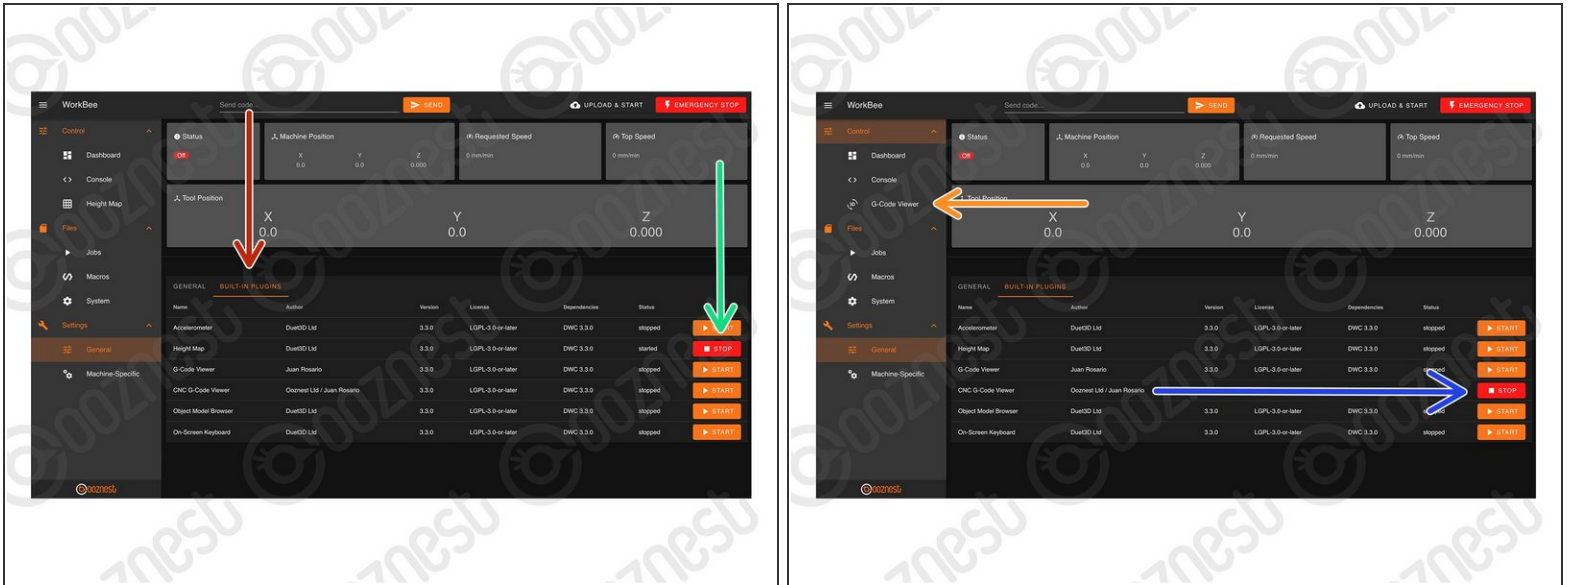 WorkBee
Send code...
SEND
UPLOAD & START
EMERGENCY STOP
Control
Dashboard
Console
Height Map
Files
Jobs
Macros
System
Settings
General
Machine-Specific
ooznest
Status
Off
Machine Position
X Y Z
0.0 0.0 0.000
Requested Speed
0 mm/min
Top Speed
0 mm/min
Tool Position
X Y Z
0.0 0.0 0.000
GENERAL BUILT-IN PLUGINS
Name Author Version License Dependencies Status
Accelerometer Duet3D Ltd 3.3.0 LGPL-3.0-or-later DWC 3.3.0 stopped START
Height Map Duet3D Ltd 3.3.0 LGPL-3.0-or-later DWC 3.3.0 started STOP
G-Code Viewer Juan Rosario 3.3.0 LGPL-3.0-or-later DWC 3.3.0 stopped START
CNC G-Code Viewer Ooznest Ltd / Juan Rosario 3.3.0 LGPL-3.0-or-later DWC 3.3.0 stopped START
Object Model Browser Duet3D Ltd 3.3.0 LGPL-3.0-or-later DWC 3.3.0 stopped START
On-Screen Keyboard Duet3D Ltd 3.3.0 LGPL-3.0-or-later DWC 3.3.0 stopped START
WorkBee
Send code...
SEND
UPLOAD & START
EMERGENCY STOP
Control
Dashboard
Console
G-Code Viewer
Files
Jobs
Macros
System
Settings
General
Machine-Specific
ooznest
Status
Off
Machine Position
X Y Z
0.0 0.0 0.000
Requested Speed
0 mm/min
Top Speed
0 mm/min
Tool Position
X Y Z
0.0 0.0 0.000
GENERAL BUILT-IN PLUGINS
Name Author Version License Dependencies Status
Accelerometer Duet3D Ltd 3.3.0 LGPL-3.0-or-later DWC 3.3.0 stopped START
Height Map Duet3D Ltd 3.3.0 LGPL-3.0-or-later DWC 3.3.0 stopped START
G-Code Viewer Juan Rosario 3.3.0 LGPL-3.0-or-later DWC 3.3.0 stopped START
CNC G-Code Viewer Ooznest Ltd / Juan Rosario STOP
Object Model Browser Duet3D Ltd 3.3.0 LGPL-3.0-or-later DWC 3.3.0 START
On-Screen Keyboard Duet3D Ltd 3.3.0 LGPL-3.0-or-later DWC 3.3.0 stopped START